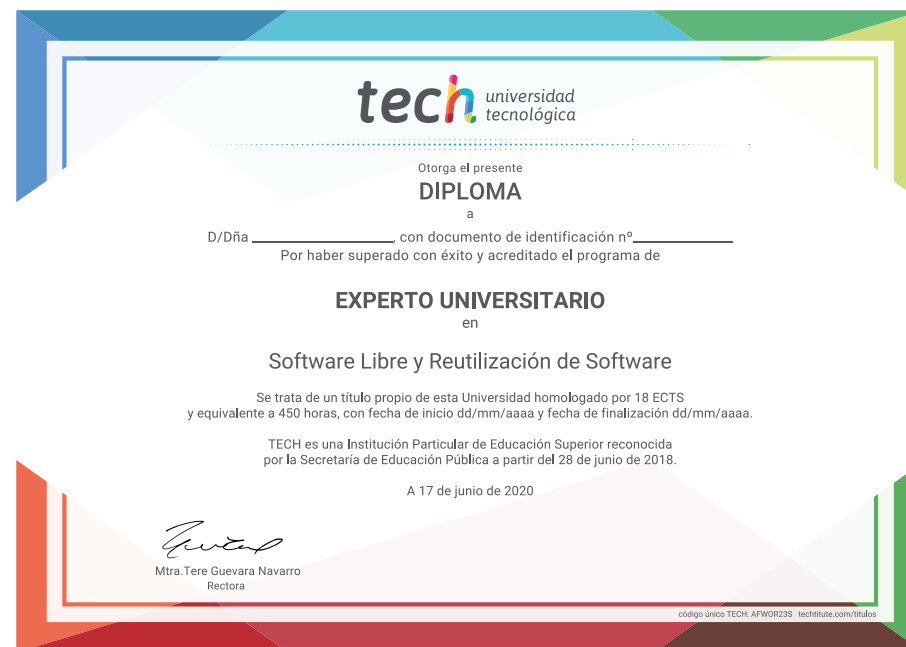 tech universidad
tecnológica
Otorga el presente
DIPLOMA
a
D/Dña ____________________, con documento de identificación nº______________
Por haber superado con éxito y acreditado el programa de
EXPERTO UNIVERSITARIO
en
Software Libre y Reutilización de Software
Se trata de un título propio de esta Universidad homologado por 18 ECTS
y equivalente a 450 horas, con fecha de inicio dd/mm/aaaa y fecha de finalización dd/mm/aaaa.
TECH es una Institución Particular de Educación Superior reconocida
por la Secretaría de Educación Pública a partir del 28 de junio de 2018.
A 17 de junio de 2020
Mtra.Tere Guevara Navarro
Rectora
código único TECH: AFWOR23S techtitute.com/titulos